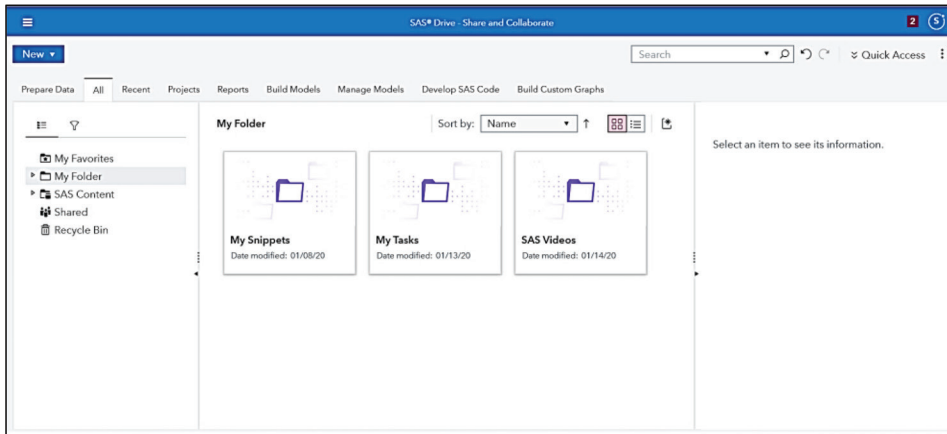 SAS® Drive - Share and Collaborate
2
S
New
Search
Quick Access
Prepare Data All Recent Projects Reports Build Models Manage Models Develop SAS Code Build Custom Graphs
My Favorites
My Folder
SAS Content
Shared
Recycle Bin
My Folder
Sort by: Name
My Snippets
Date modified: 01/08/20
My Tasks
Date modified: 01/13/20
SAS Videos
Date modified: 01/14/20
Select an item to see its information.